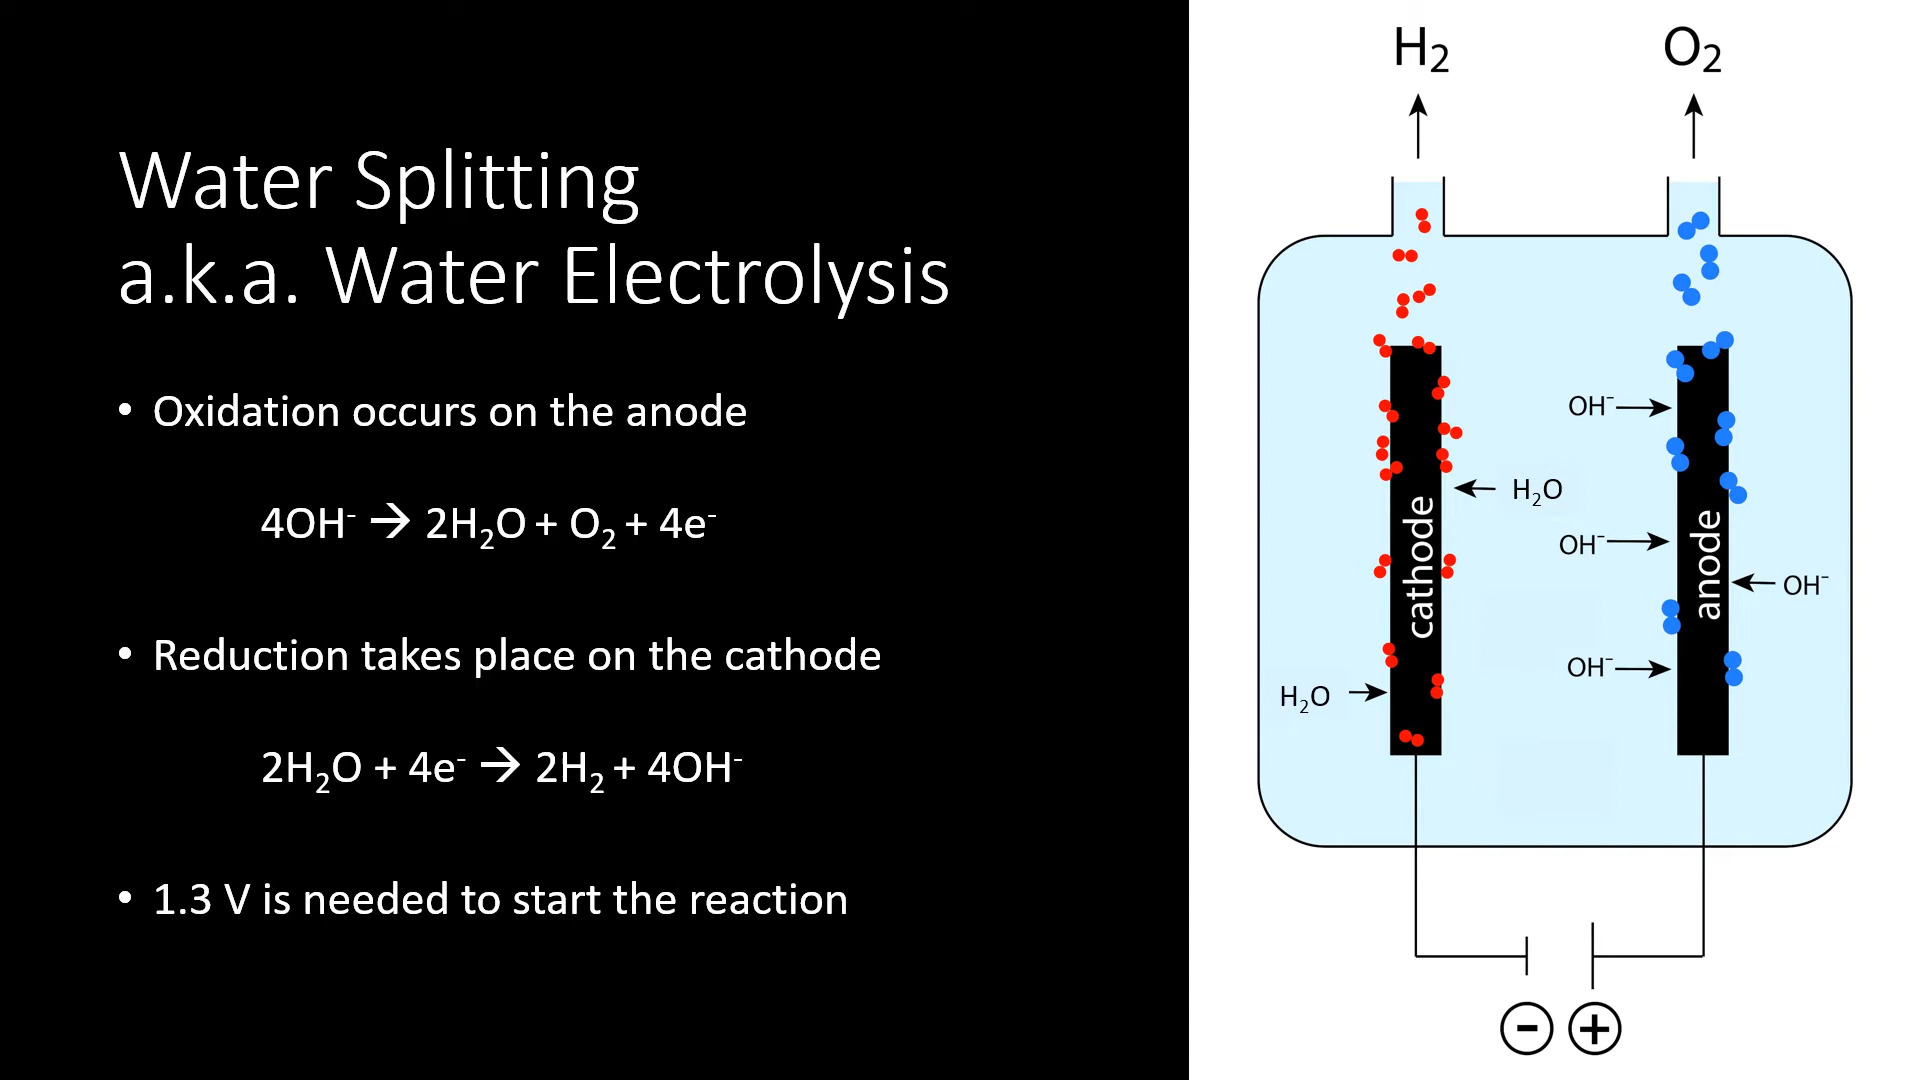 Water Splitting
a.k.a. Water Electrolysis
• Oxidation occurs on the anode
4OH⁻ → 2H₂O + O₂ + 4e⁻
• Reduction takes place on the cathode
2H₂O + 4e⁻ → 2H₂ + 4OH⁻
• 1.3 V is needed to start the reaction
H₂
O₂
OH⁻
H₂O
OH⁻
OH⁻
OH⁻
H₂O
cathode
anode
-
+